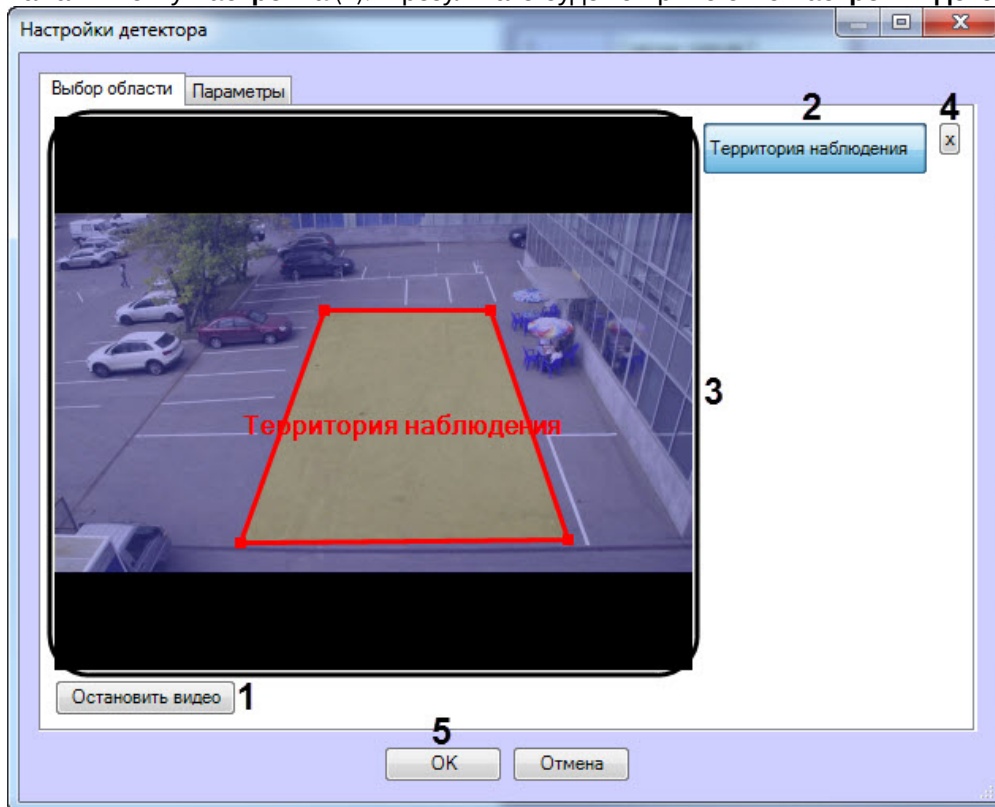 Настройки детектора
X
Выбор области Параметры
2 4
Территория наблюдения x
3
Территория наблюдения
Остановить видео 1
5
OK Отмена